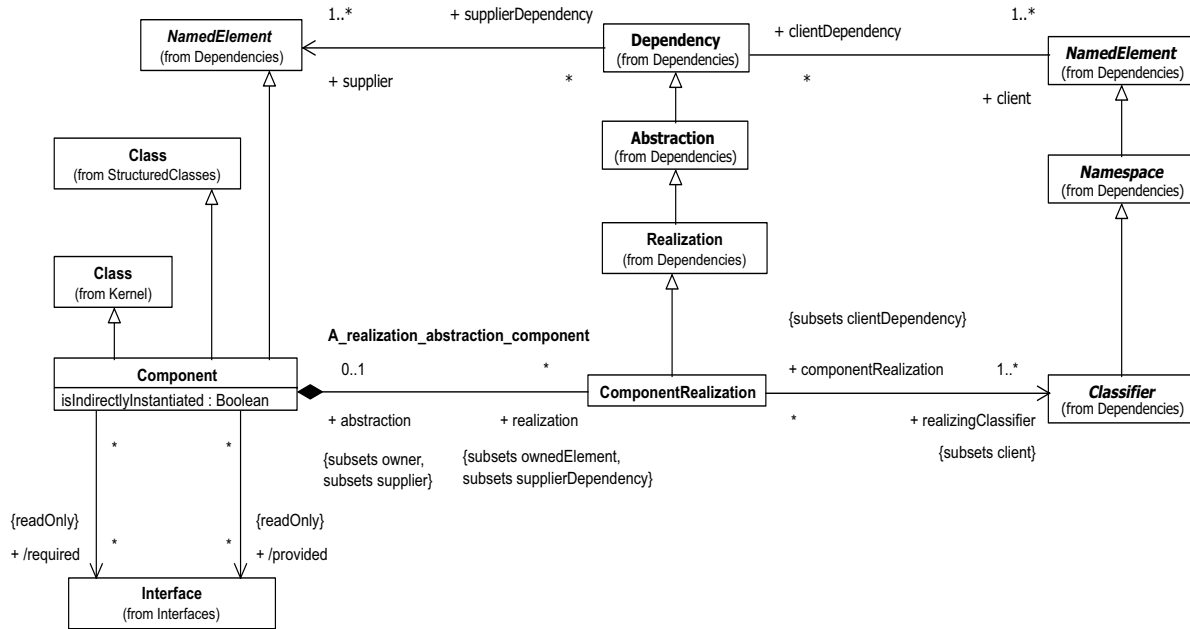 1..*
+ supplierDependency
1..*
NamedElement
(from Dependencies)
Dependency
(from Dependencies)
+ clientDependency
NamedElement
(from Dependencies)
+ supplier
*
*
+ client
Class
(from StructuredClasses)
Abstraction
(from Dependencies)
Namespace
(from Dependencies)
Realization
(from Dependencies)
Class
(from Kernel)
A_realization_abstraction_component
{subsets clientDependency}
Component
isIndirectlyInstantiated : Boolean
0..1
*
ComponentRealization
+ componentRealization
1..*
Classifier
(from Dependencies)
+ abstraction
+ realization
*
+ realizingClassifier
{subsets owner,
subsets supplier}
{subsets ownedElement,
subsets supplierDependency}
{subsets client}
*
*
{readOnly}
{readOnly}
+ /required
*
*
+ /provided
Interface
(from Interfaces)